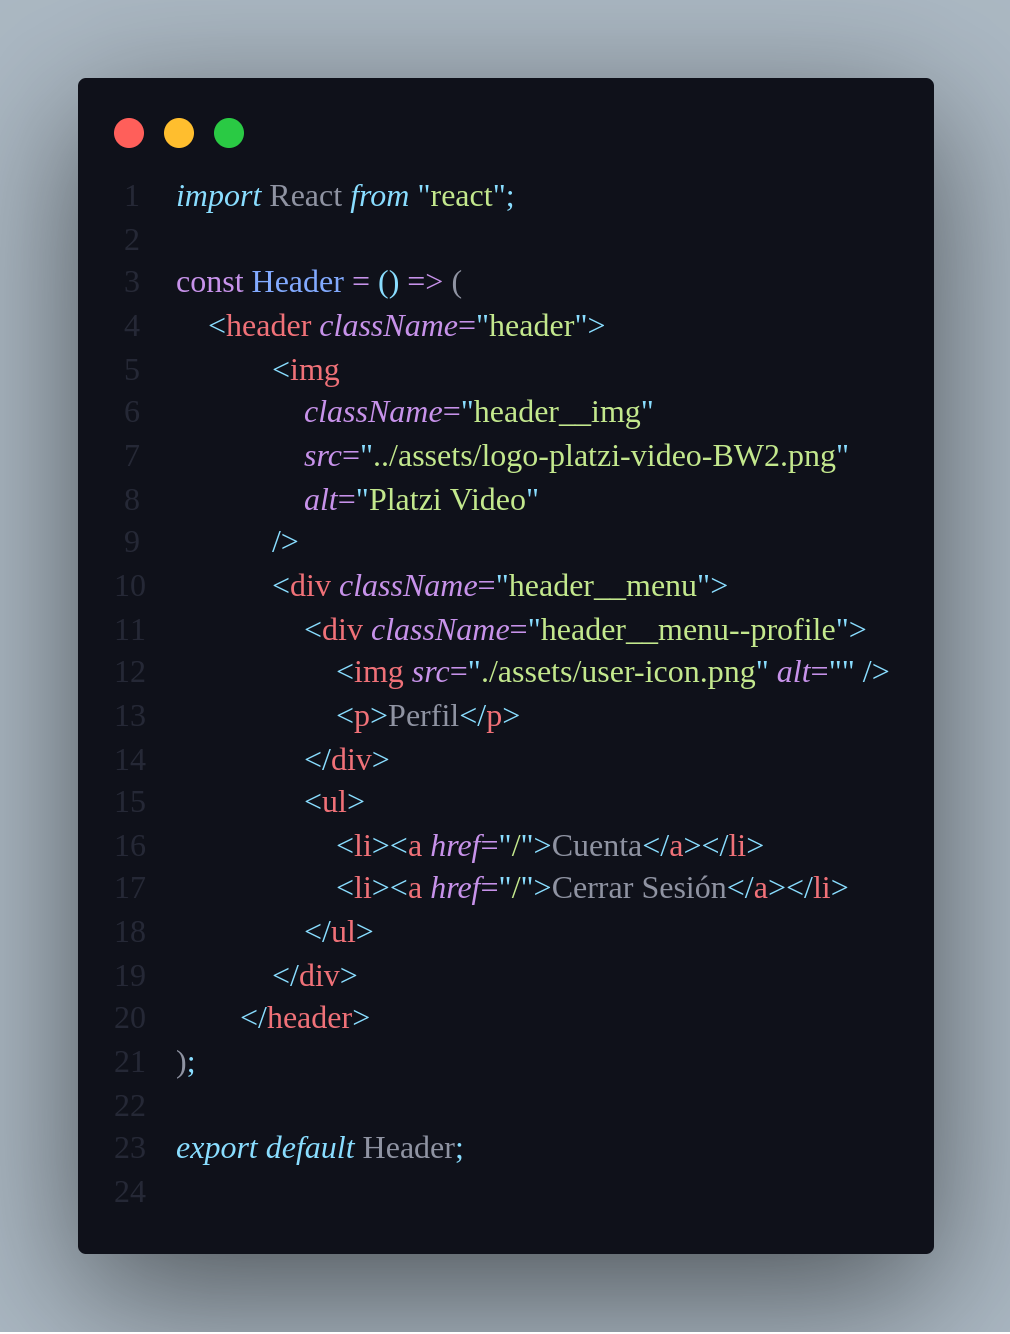 1 import React from "react";
2
3 const Header = () => (
4     <header className="header">
5             <img
6                 className="header__img"
7                 src="../assets/logo-platzi-video-BW2.png"
8                 alt="Platzi Video"
9             />
10             <div className="header__menu">
11                 <div className="header__menu--profile">
12                     <img src="./assets/user-icon.png" alt="" />
13                     <p>Perfil</p>
14                 </div>
15                 <ul>
16                     <li><a href="/">Cuenta</a></li>
17                     <li><a href="/">Cerrar Sesión</a></li>
18                 </ul>
19             </div>
20         </header>
21 );
22
23 export default Header;
24